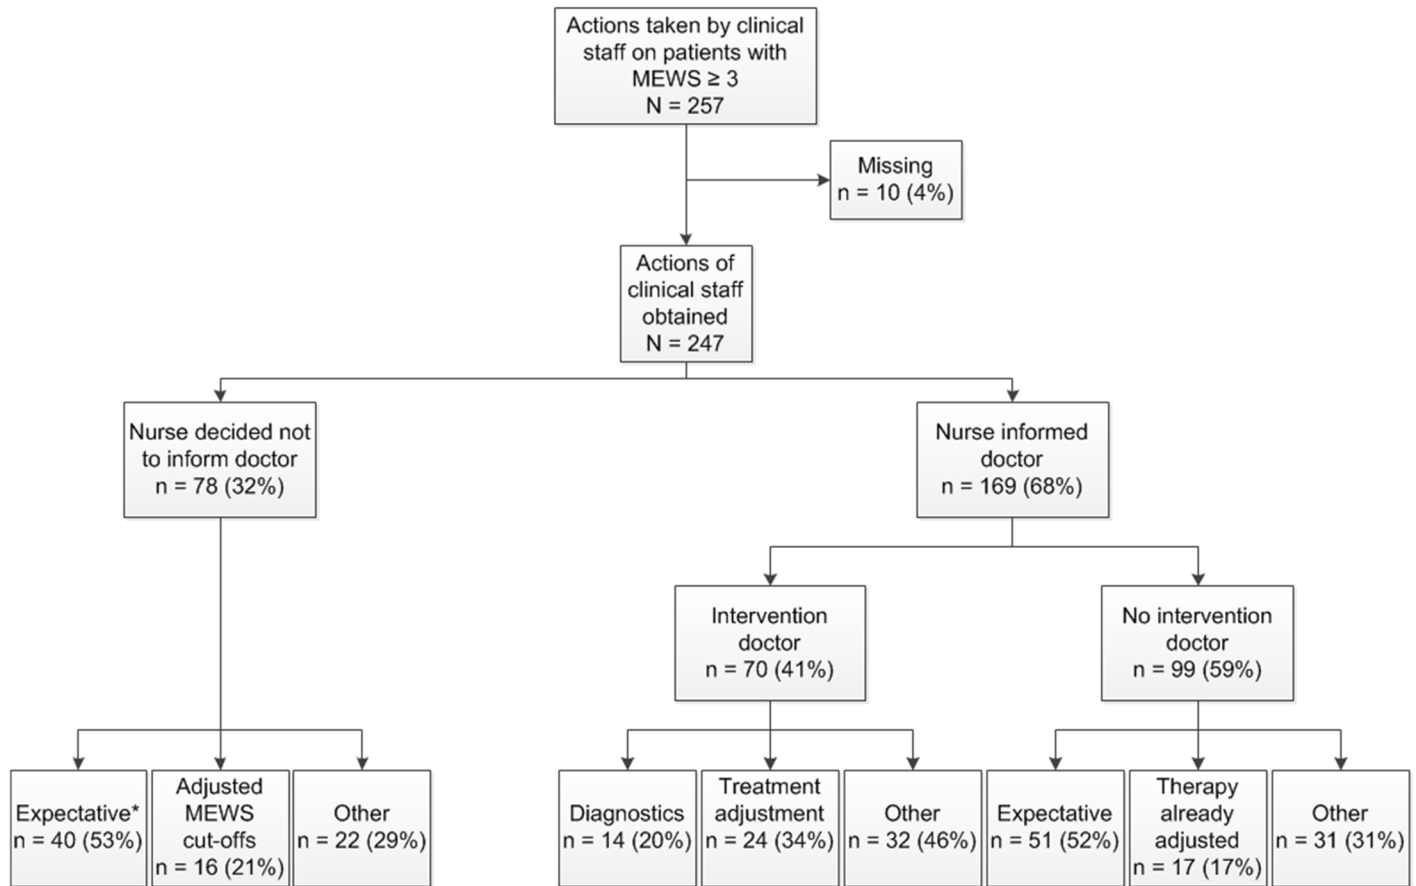 Actions taken by clinical
staff on patients with
MEWS ≥ 3
N = 257
Missing
n = 10 (4%)
Actions of
clinical staff
obtained
N = 247
Nurse decided not
to inform doctor
n = 78 (32%)
Nurse informed
doctor
n = 169 (68%)
Intervention
doctor
n = 70 (41%)
No intervention
doctor
n = 99 (59%)
Expectative*
n = 40 (53%)
Adjusted
MEWS
cut-offs
n = 16 (21%)
Other
n = 22 (29%)
Diagnostics
n = 14 (20%)
Treatment
adjustment
n = 24 (34%)
Other
n = 32 (46%)
Expectative
n = 51 (52%)
Therapy
already
adjusted
n = 17 (17%)
Other
n = 31 (31%)